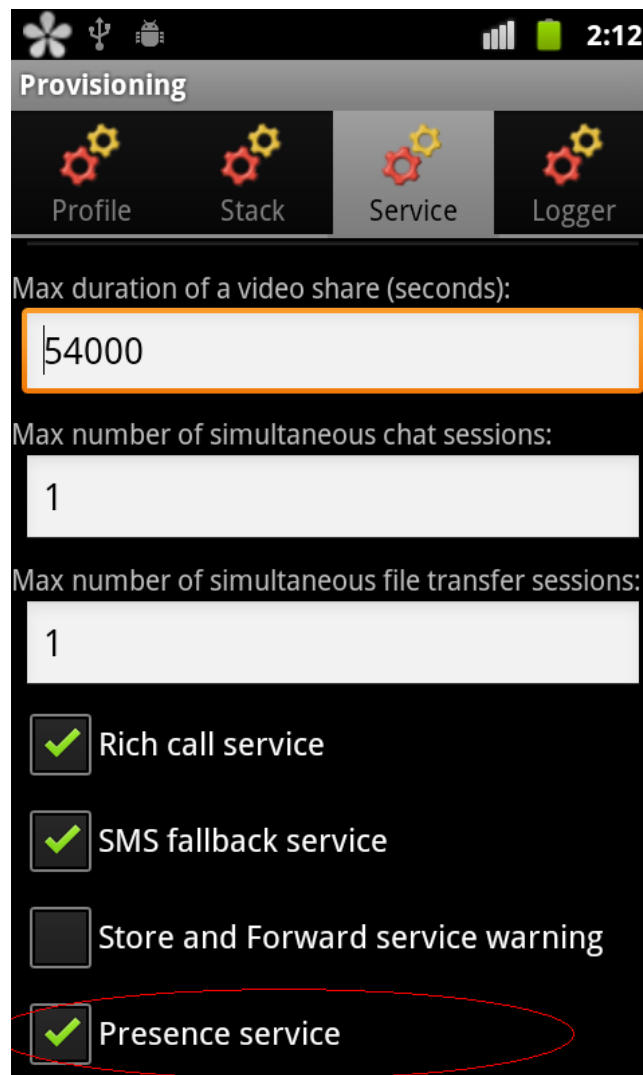 2:12
Provisioning
Profile Stack Service Logger
Max duration of a video share (seconds):
54000
Max number of simultaneous chat sessions:
1
Max number of simultaneous file transfer sessions:
1
Rich call service
SMS fallback service
Store and Forward service warning
Presence service